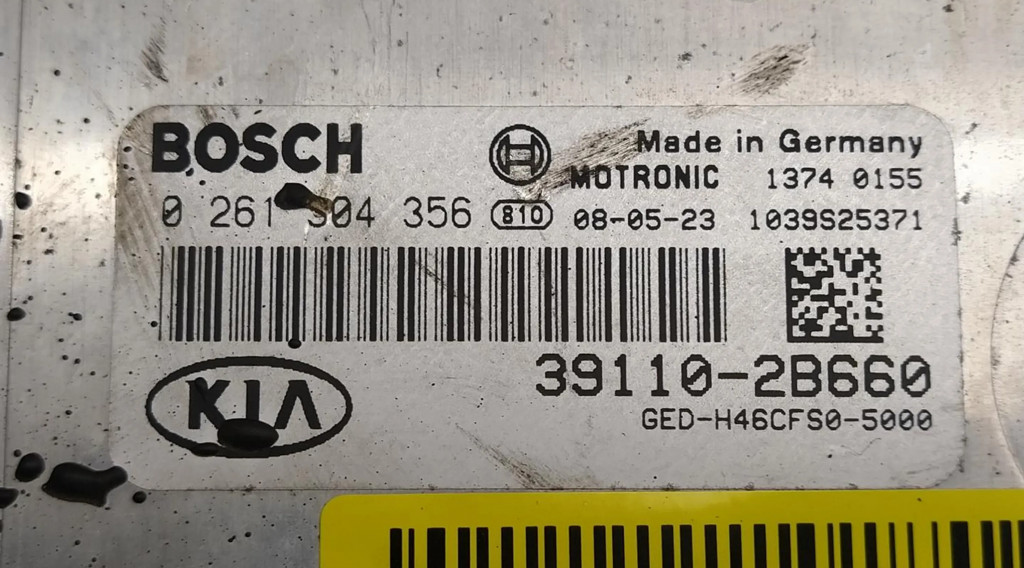 BOSCH
Made in Germany
MOTRONIC 1374 0155
0 261 S04 356 810 08-05-23 1039S25371
KIA
39110-2B660
GED-H46CFS0-5000